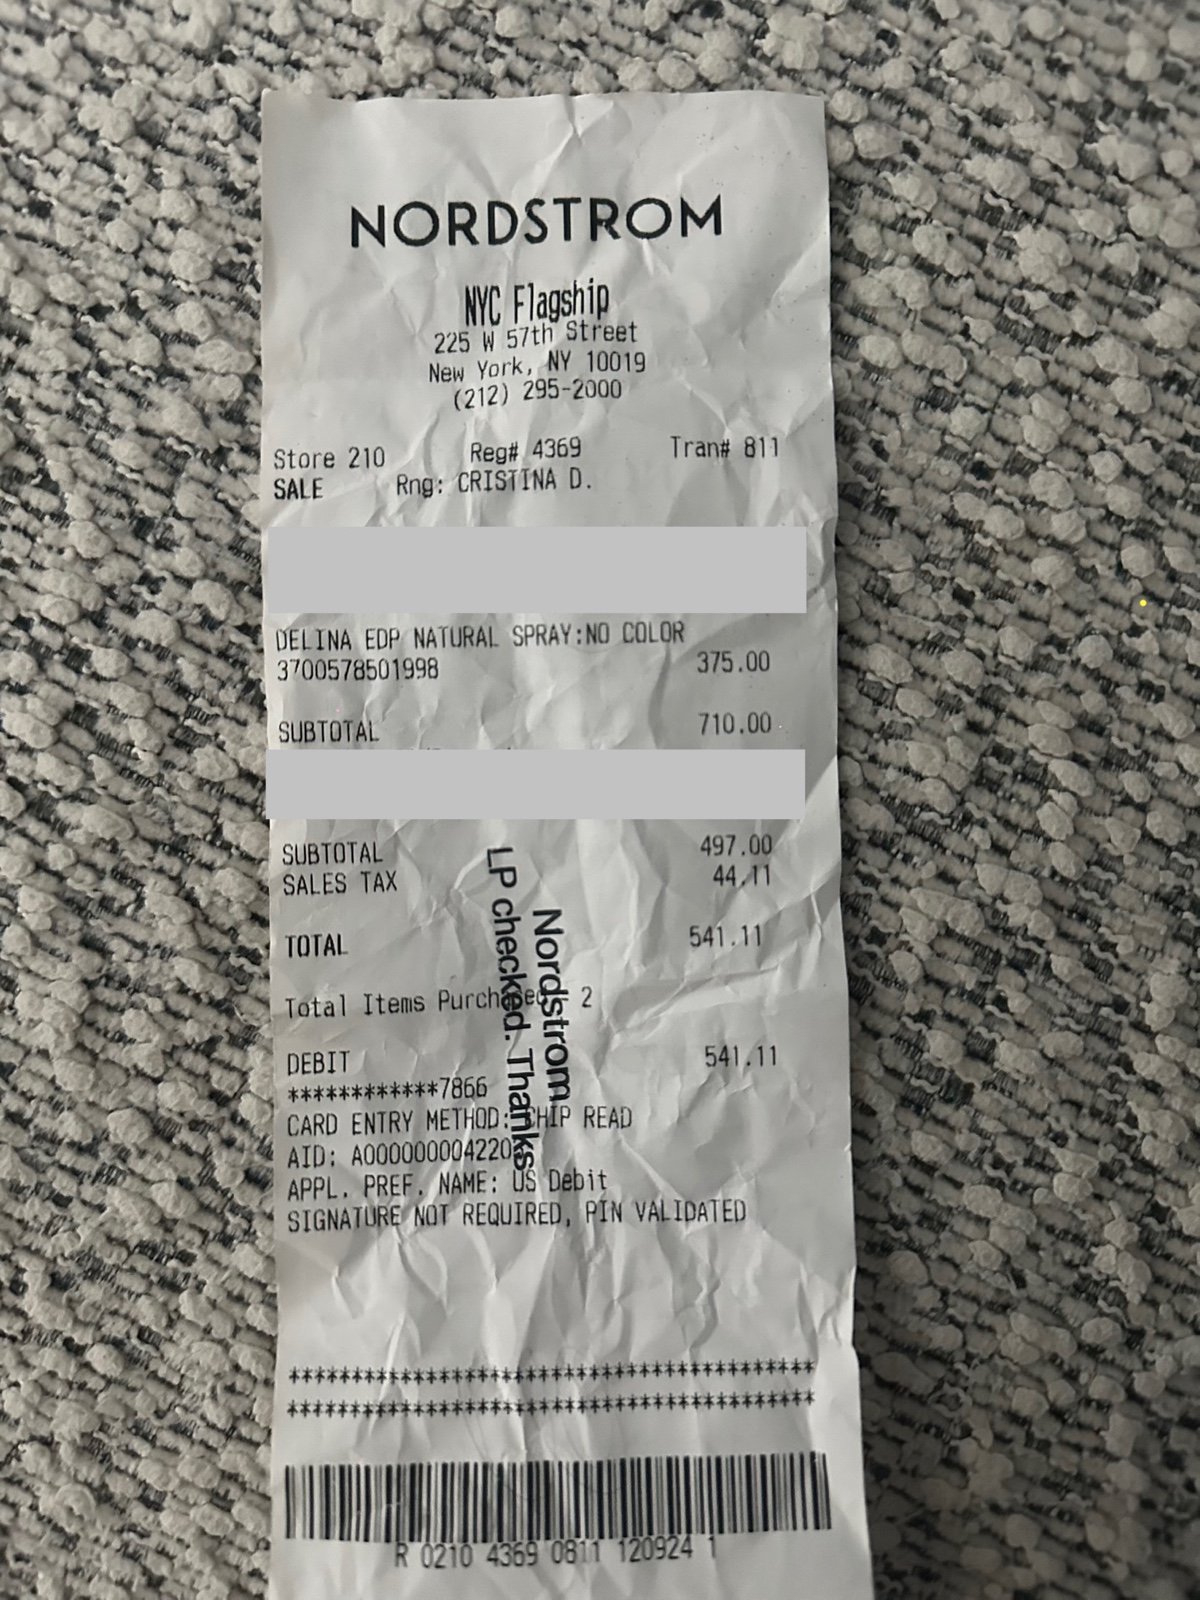 NORDSTROM
NYC Flagship
225 W 57th Street
New York, NY 10019
(212) 295-2000
Store 210 Reg# 4369 Tran# 811
SALE Rng: CRISTINA D.
DELINA EDP NATURAL SPRAY:NO COLOR
3700578501998 375.00
SUBTOTAL 710.00
SUBTOTAL 497.00
SALES TAX 44.11
TOTAL 541.11
Total Items Purchased: 2
DEBIT 541.11
************7866
CARD ENTRY METHOD: CHIP READ
AID: A000000004220
APPL. PREF. NAME: US Debit
SIGNATURE NOT REQUIRED, PIN VALIDATED
Nordstrom
LP checked. Thanks
******************************************
******************************************
R 0210 4369 0811 120924 1